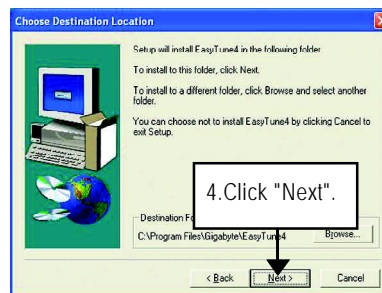 Choose Destination Location
Setup will install EasyTune4 in the following folder
To install to this folder, click Next.
To install to a different folder, click Browse and select another
folder.
You can choose not to install EasyTune4 by clicking Cancel to
exit Setup.
4.Click "Next".
Destination Fo
C:\Program Files\Gigabyte\EasyTune4
Browse...
< Back
Next >
Cancel